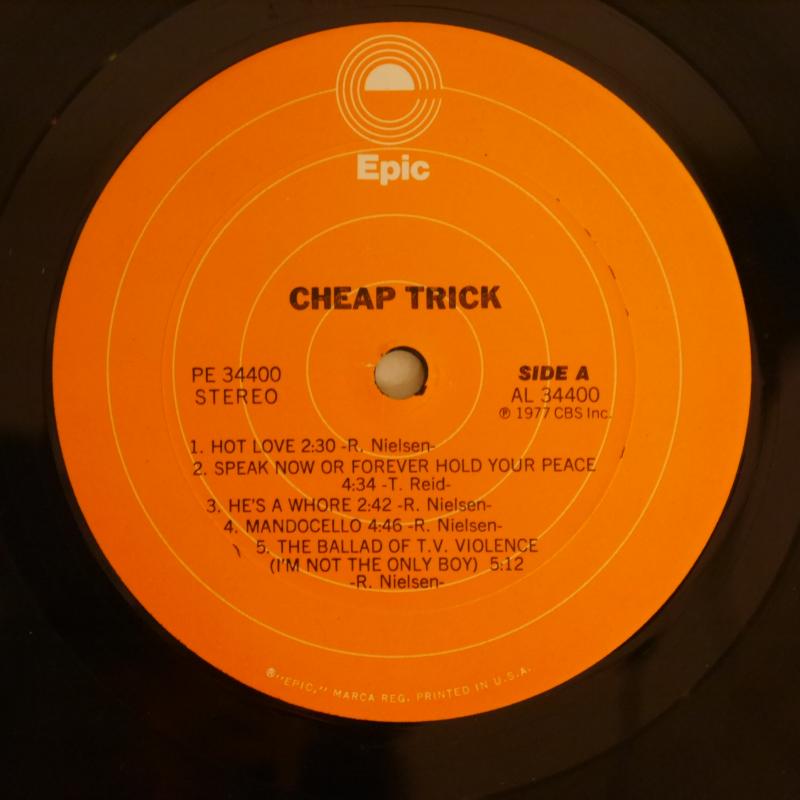 Epic
CHEAP TRICK
PE 34400
STEREO
SIDE A
AL 34400
℗ 1977 CBS Inc.
1. HOT LOVE 2:30 -R. Nielsen-
2. SPEAK NOW OR FOREVER HOLD YOUR PEACE
4:34 -T. Reid-
3. HE'S A WHORE 2:42 -R. Nielsen-
4. MANDOCELLO 4:46 -R. Nielsen-
5. THE BALLAD OF T.V. VIOLENCE
(I'M NOT THE ONLY BOY) 5:12
-R. Nielsen-
®"EPIC," MARCA REG. PRINTED IN U.S.A.